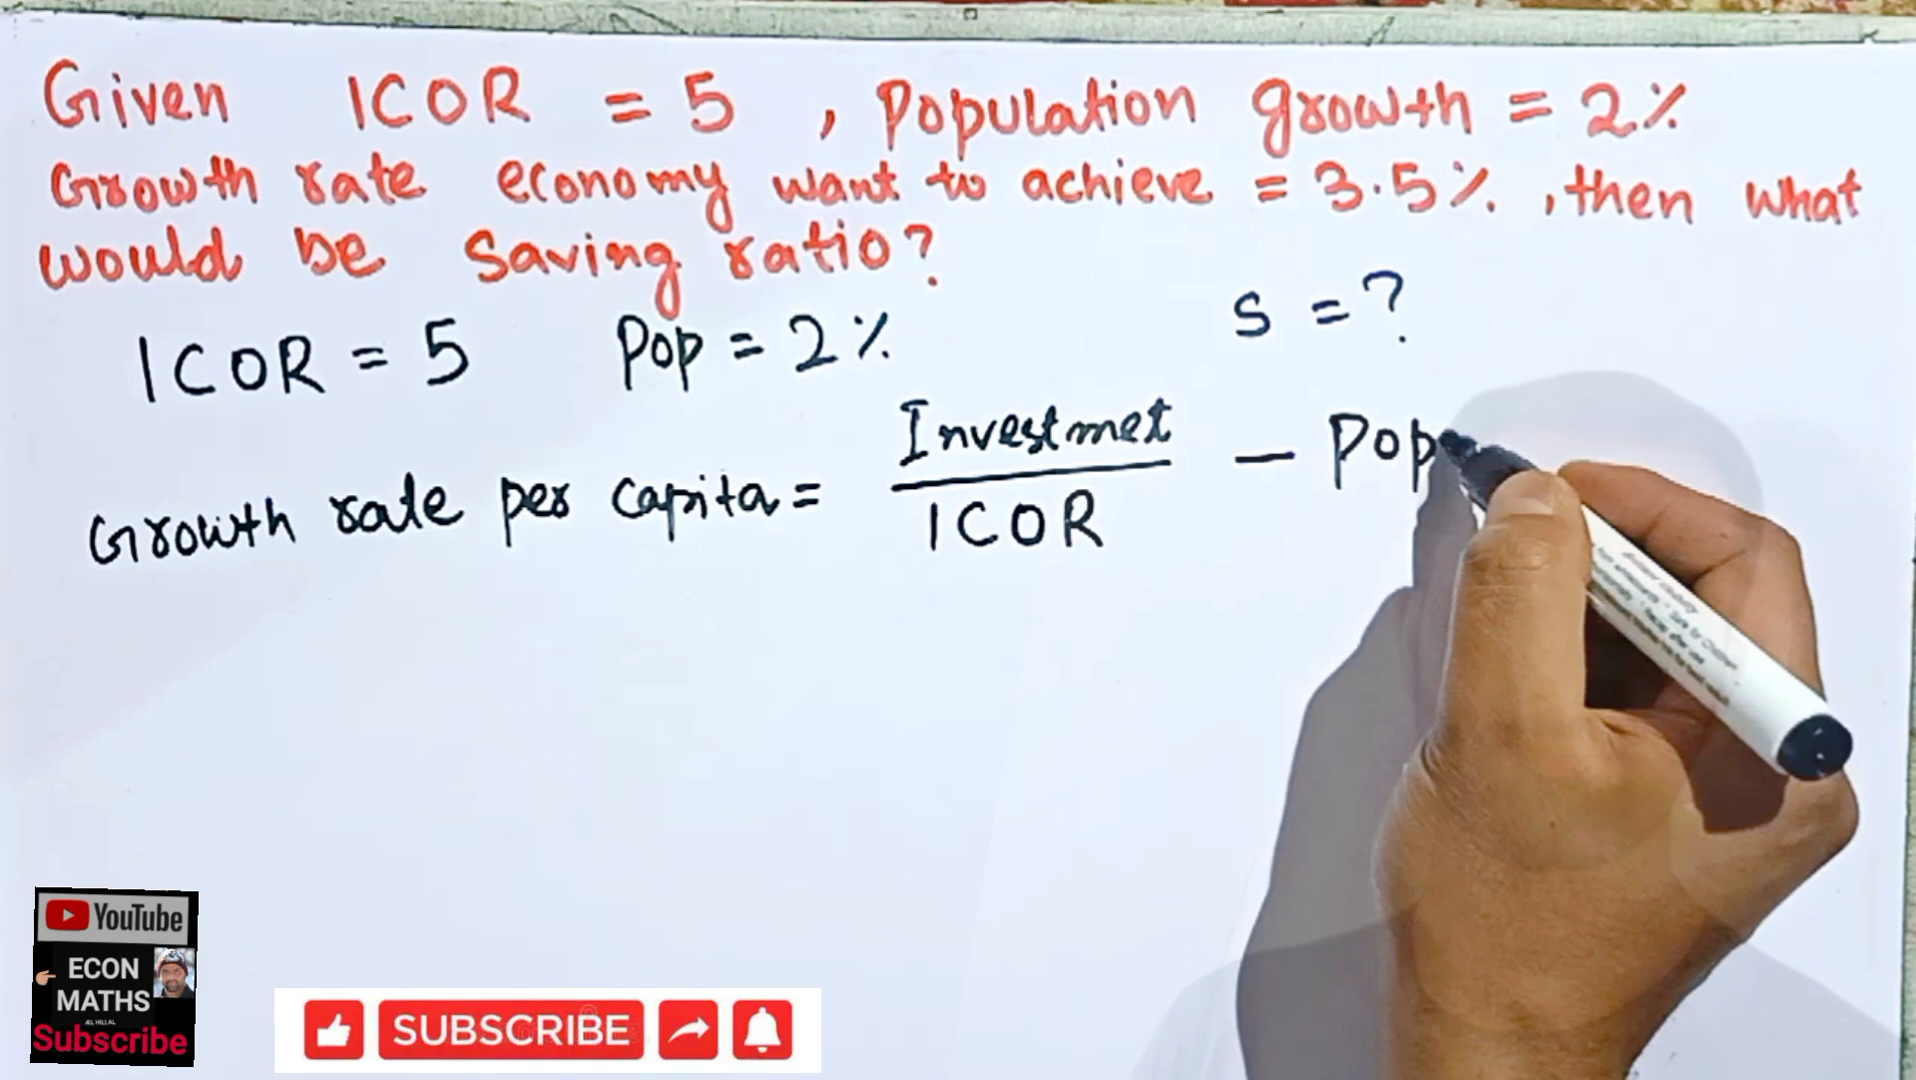 Given ICOR = 5 , Population growth = 2%
Growth rate economy want to achieve = 3.5% , then what
would be saving ratio?
ICOR = 5 Pop = 2% s = ?
Growth rate per capita = Investmet / ICOR — Pop
YouTube
ECON
MATHS
Subscribe
SUBSCRIBE